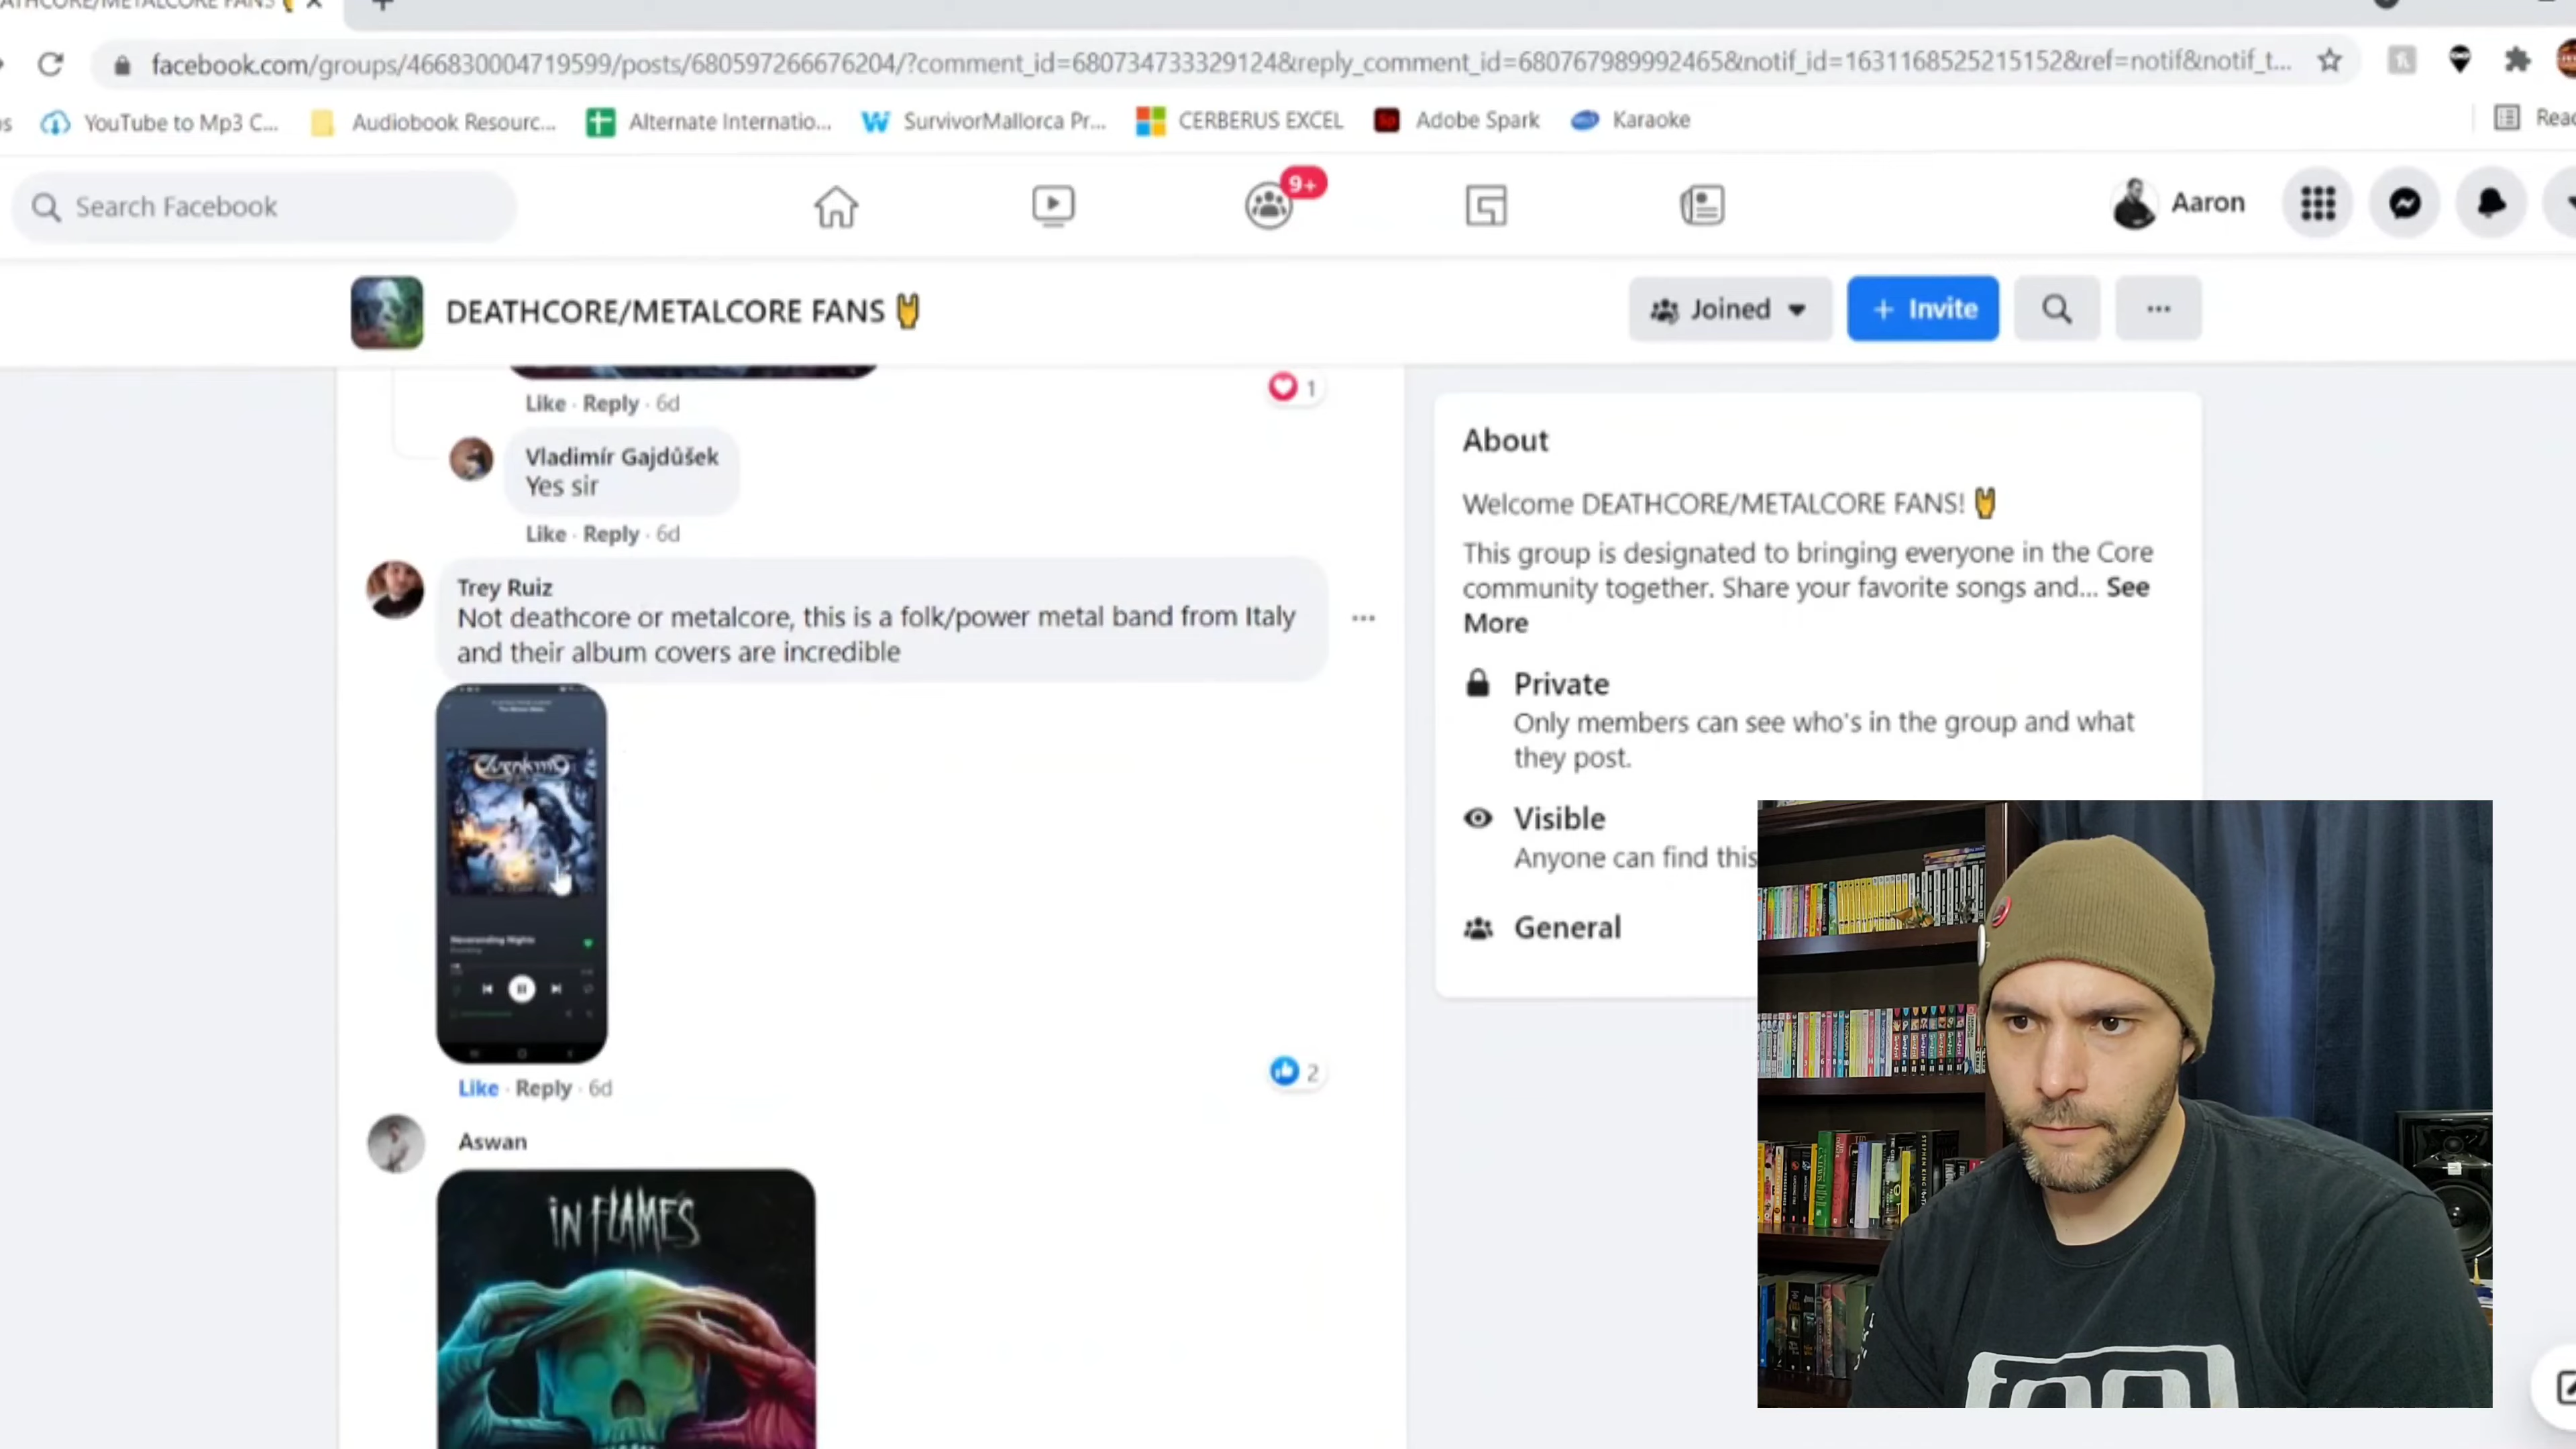 facebook.com/groups/466830004719599/posts/680597266676204/?comment_id=680734733329124&reply_comment_id=680767989992465&notif_id=1631168525215152&ref=notif&notif_t...
YouTube to Mp3 C...
Audiobook Resourc...
Alternate Internatio...
SurvivorMallorca Pr...
CERBERUS EXCEL
Adobe Spark
Karaoke
Search Facebook
9+
Aaron
DEATHCORE/METALCORE FANS 🤘
Joined
+ Invite
Like · Reply · 6d
1
Vladimír Gajdůšek
Yes sir
Like · Reply · 6d
Trey Ruiz
Not deathcore or metalcore, this is a folk/power metal band from Italy
and their album covers are incredible
Elvenking
Neverending Nights
Like · Reply · 6d
2
Aswan
IN FLAMES
About
Welcome DEATHCORE/METALCORE FANS! 🤘
This group is designated to bringing everyone in the Core
community together. Share your favorite songs and... See
More
Private
Only members can see who's in the group and what
they post.
Visible
Anyone can find this
General